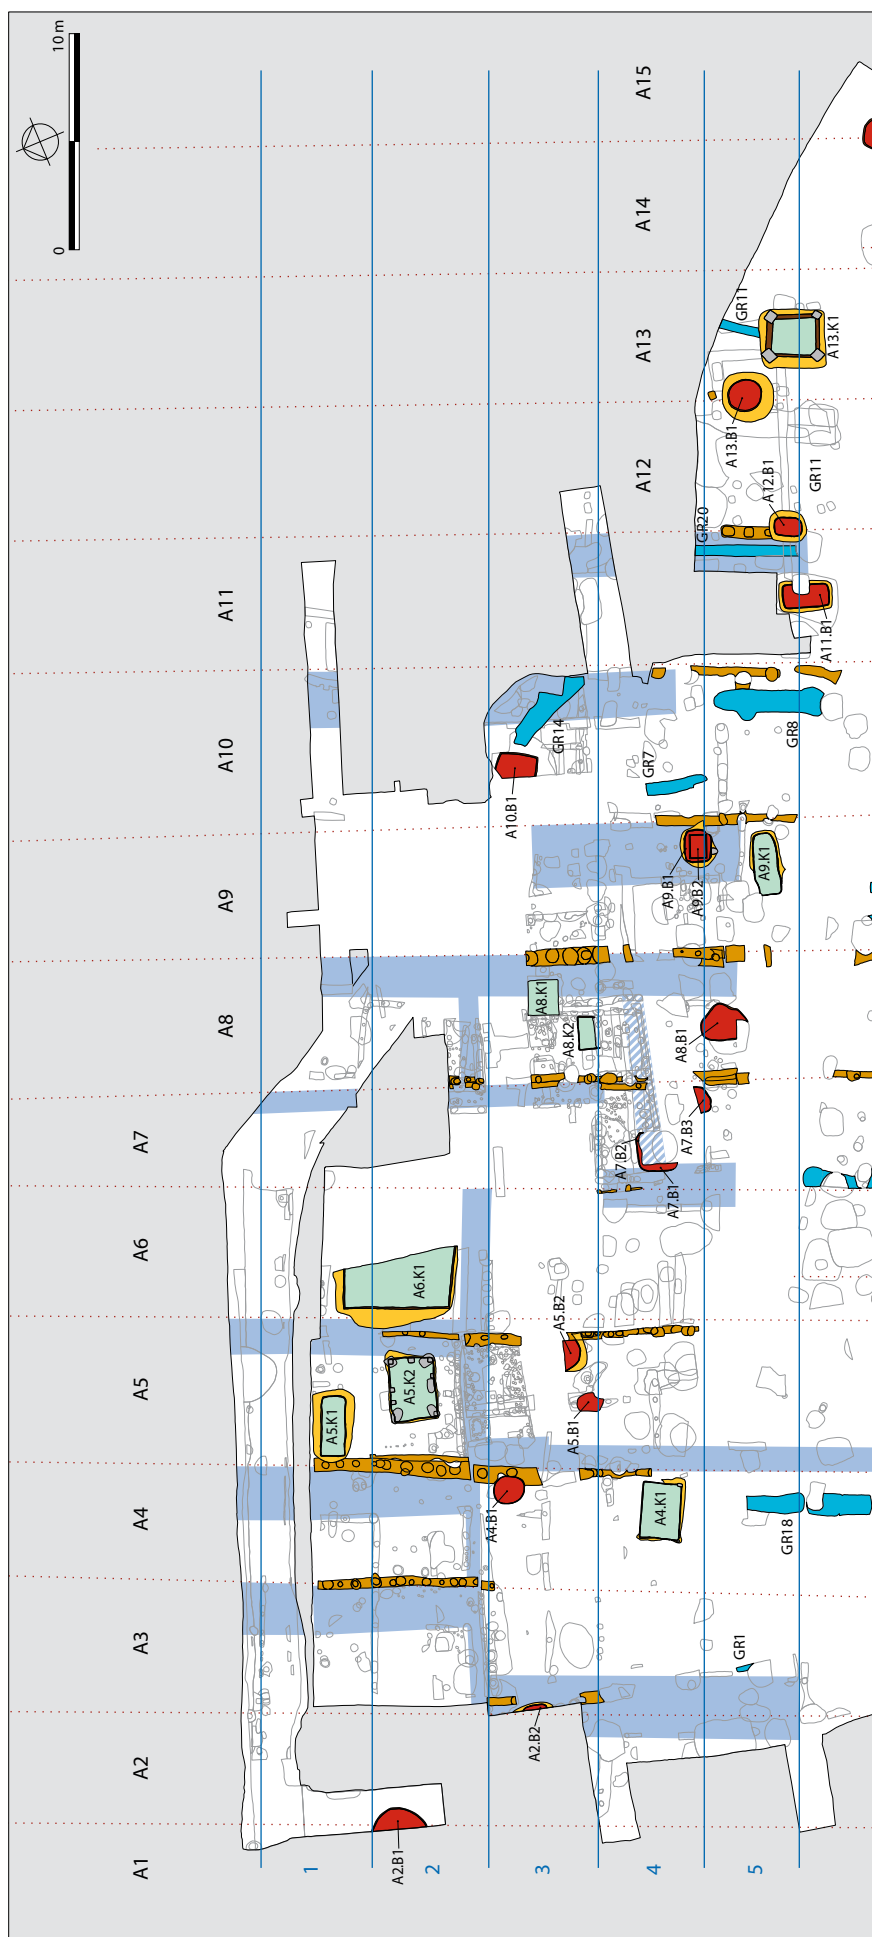 0
10 m
A1
A2
A3
A4
A5
A6
A7
A8
A9
A10
A11
A12
A13
A14
A15
1
2
3
4
5
A2.B1
A2.B2
GR1
A4.B1
A4.K1
GR18
A5.K1
A5.K2
A5.B1
A5.B2
A6.K1
A7.B1
A7.B2
A7.B3
A8.K1
A8.K2
A8.B1
A9.B1
A9.B2
A9.K1
A10.B1
GR14
GR7
GR8
A11.B1
GR20
A12.B1
GR11
A13.B1
GR11
A13.K1